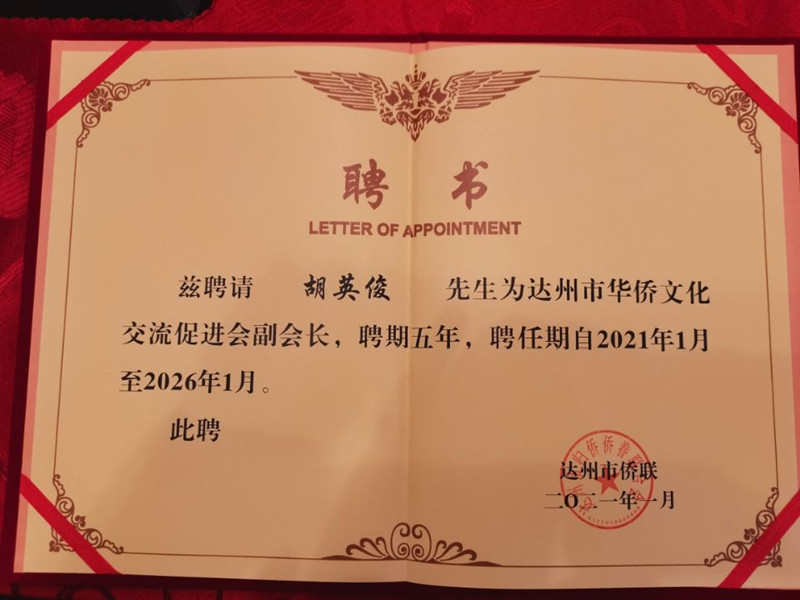 聘 书
LETTER OF APPOINTMENT
兹聘请 胡英俊 先生为达州市华侨文化
交流促进会副会长，聘期五年，聘任期自2021年1月
至2026年1月。
此聘
达州市侨联
二〇二一年一月